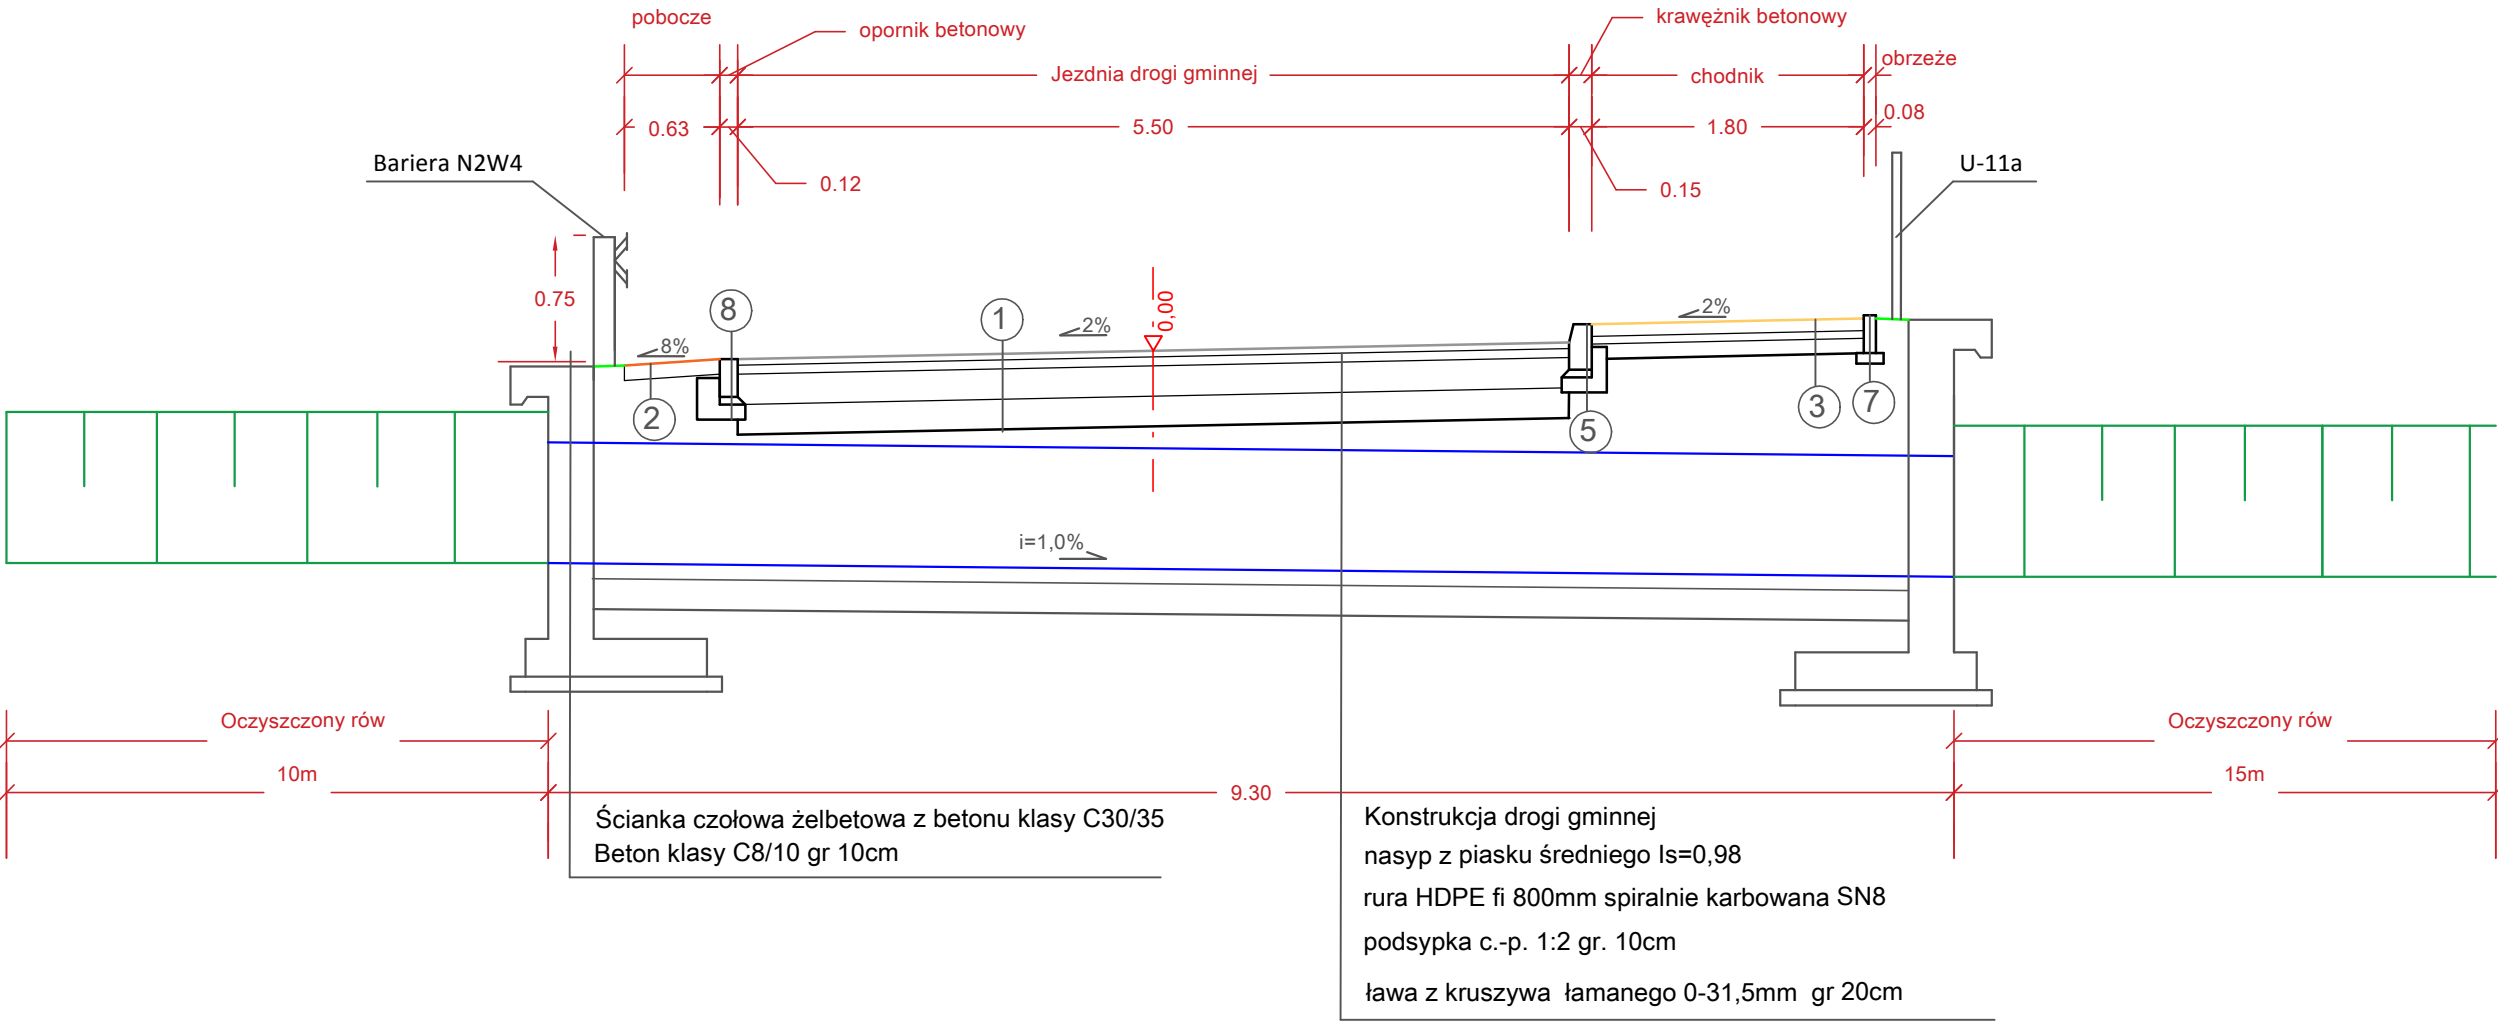 pobocze
opornik betonowy
krawężnik betonowy
Jezdnia drogi gminnej
chodnik
obrzeże
0.63
5.50
1.80
0.08
Bariera N2W4
0.12
0.15
U-11a
0.75
8
1
2%
0,00
2%
8%
2
5
3
7
i=1,0%
Oczyszczony rów
Oczyszczony rów
10m
9.30
15m
Ścianka czołowa żelbetowa z betonu klasy C30/35
Beton klasy C8/10 gr 10cm
Konstrukcja drogi gminnej
nasyp z piasku średniego Is=0,98
rura HDPE fi 800mm spiralnie karbowana SN8
podsypka c.-p. 1:2 gr. 10cm
ława z kruszywa łamanego 0-31,5mm gr 20cm